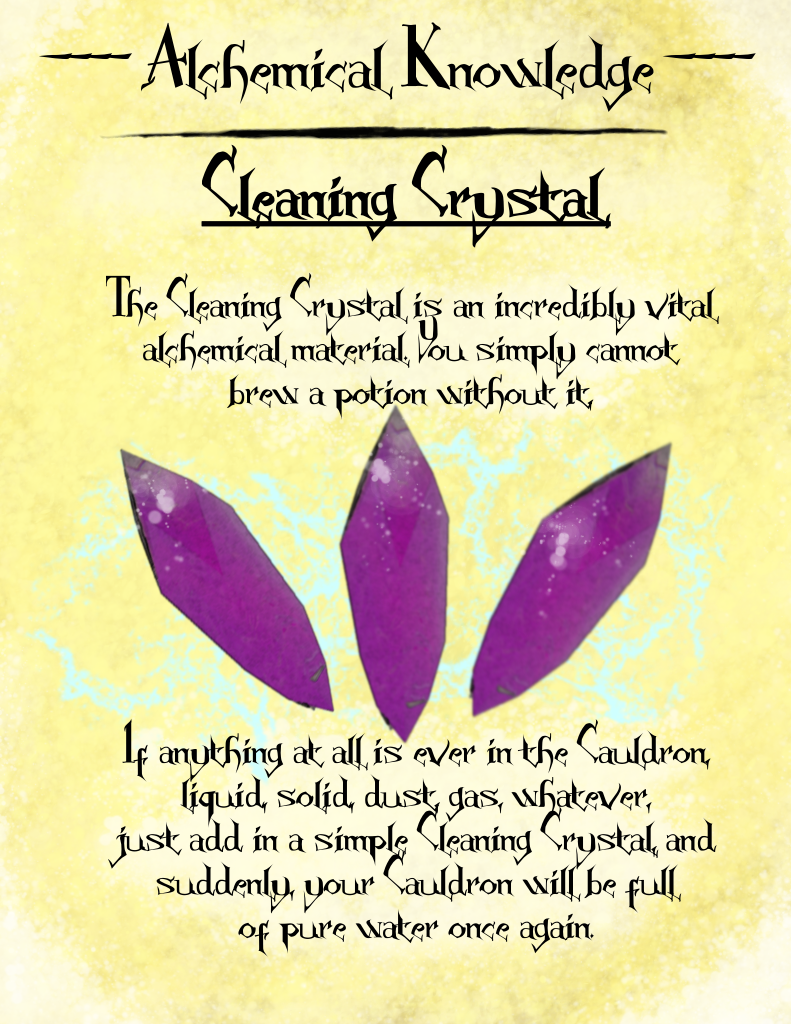 Alchemical Knowledge
Cleaning Crystal
The Cleaning Crystal is an incredibly vital
alchemical material. You simply cannot
brew a potion without it.
If anything at all is ever in the Cauldron,
liquid, solid, dust, gas, whatever,
just add in a simple Cleaning Crystal, and
suddenly, your Cauldron will be full
of pure water once again.